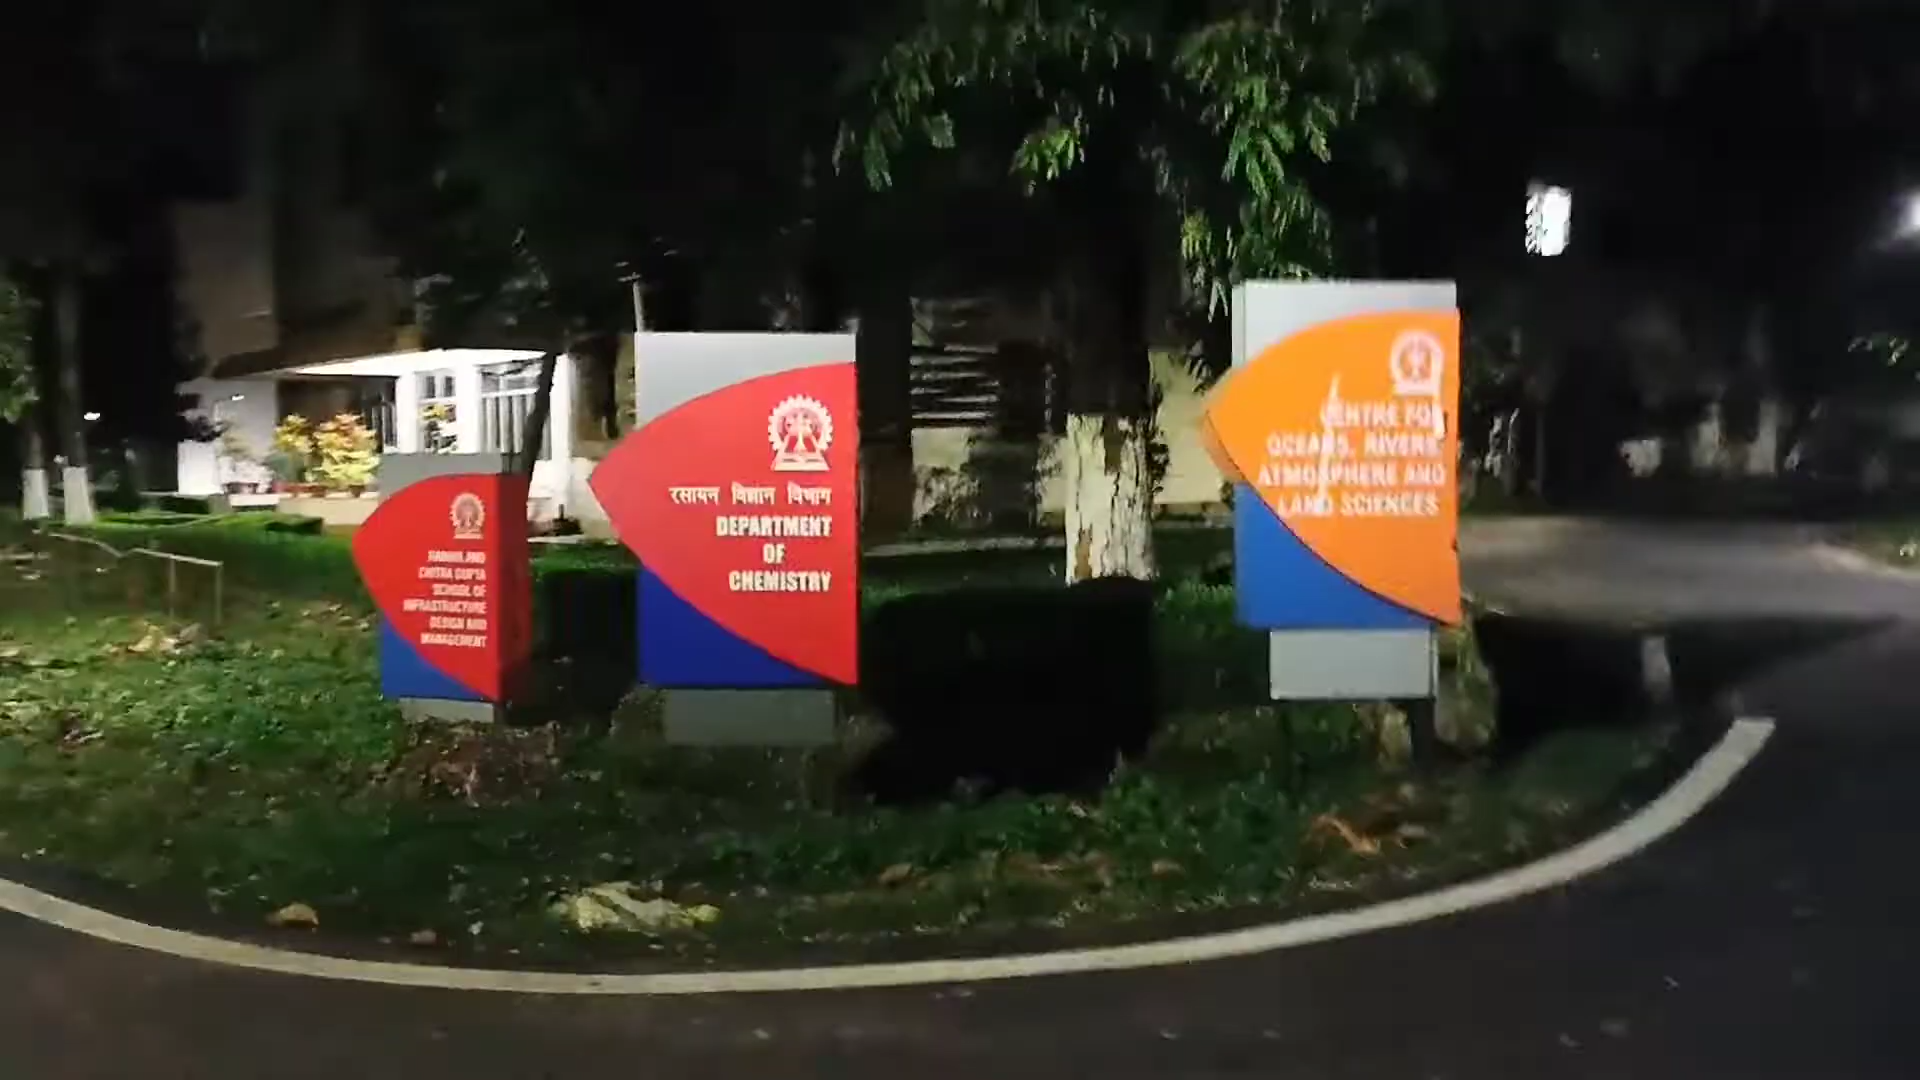 RANBIR AND
CHITRA GUPTA
SCHOOL OF
INFRASTRUCTURE
DESIGN AND
MANAGEMENT
रसायन विज्ञान विभाग
DEPARTMENT
OF
CHEMISTRY
CENTRE FOR
OCEANS, RIVERS,
ATMOSPHERE AND
LAND SCIENCES